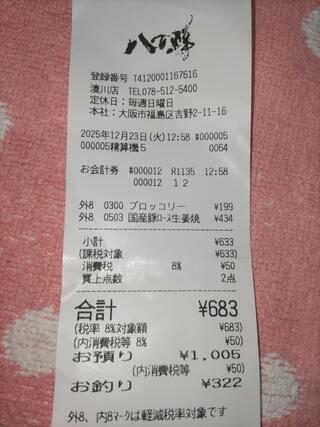 八百勝
登録番号 T4120001167616
湊川店 TEL078-512-5400
定休日：毎週日曜日
本社：大阪市福島区吉野2-11-16
2025年12月23日(火)12:58 #000005
000005精算機5 0064
お会計券 #000012 R1135 12:58
000012 １２
外8 0300 ブロッコリー ¥199
外8 0503 国産豚ﾛｰｽ生姜焼 ¥434
小計 ¥633
(課税対象 ¥633)
消費税 8% ¥50
買上点数 2点
合計 ¥683
(税率 8%対象額 ¥683)
(内消費税等 8% ¥50)
お預り ¥1,005
(内消費税等 ¥50)
お釣り ¥322
外8、内8マークは軽減税率対象です